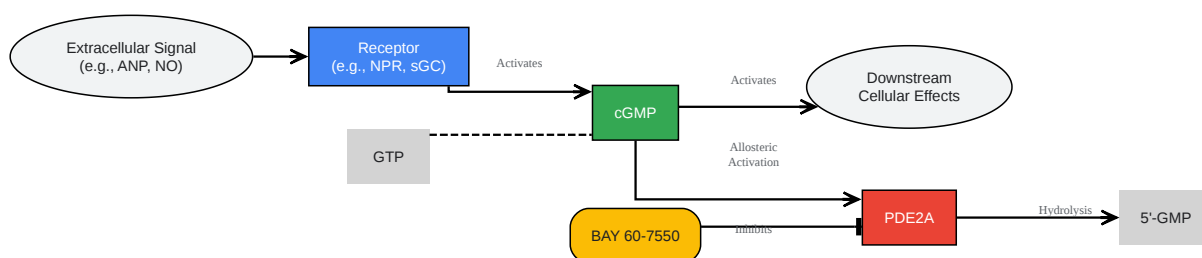 Extracellular Signal
(e.g., ANP, NO)
Receptor
(e.g., NPR, sGC)
Activates
cGMP
Activates
Downstream
Cellular Effects
GTP
Allosteric
Activation
BAY 60-7550
Inhibits
PDE2A
Hydrolysis
5'-GMP